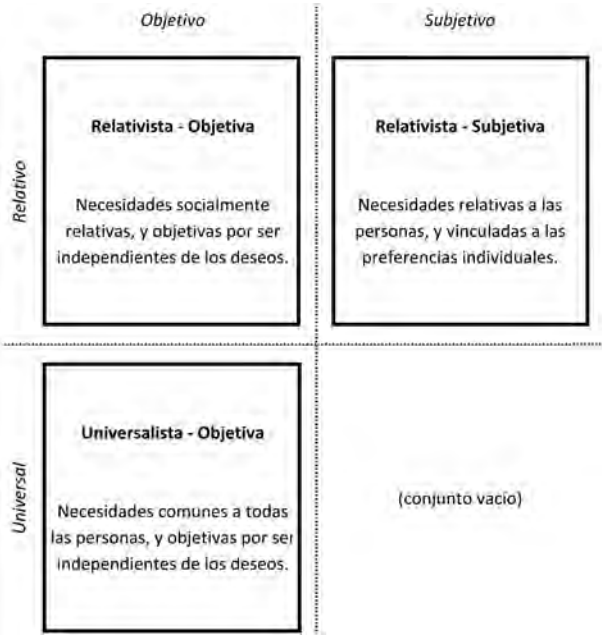 Objetivo
Subjetivo
Relativo
Relativista - Objetiva
Necesidades socialmente
relativas, y objetivas por ser
independientes de los deseos.
Relativista - Subjetiva
Necesidades relativas a las
personas, y vinculadas a las
preferencias individuales.
Universal
Universalista - Objetiva
Necesidades comunes a todas
las personas, y objetivas por ser
independientes de los deseos.
(conjunto vacío)